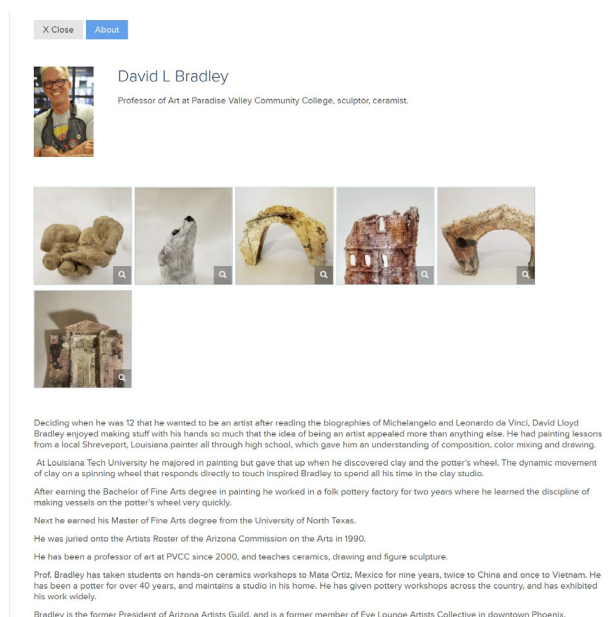 X Close
About
David L Bradley
Professor of Art at Paradise Valley Community College, sculptor, ceramist.
Deciding when he was 12 that he wanted to be an artist after reading the biographies of Michelangelo and Leonardo da Vinci, David Lloyd
Bradley enjoyed making stuff with his hands so much that the idea of being an artist appealed more than anything else. He had painting lessons
from a local Shreveport, Louisiana painter all through high school, which gave him an understanding of composition, color mixing and drawing.
At Louisiana Tech University he majored in painting but gave that up when he discovered clay and the potter's wheel. The dynamic movement
of clay on a spinning wheel that responds directly to touch inspired Bradley to spend all his time in the clay studio.
After earning the Bachelor of Fine Arts degree in painting he worked in a folk pottery factory for two years where he learned the discipline of
making vessels on the potter's wheel very quickly.
Next he earned his Master of Fine Arts degree from the University of North Texas.
He was juried onto the Artists Roster of the Arizona Commission on the Arts in 1990.
He has been a professor of art at PVCC since 2000, and teaches ceramics, drawing and figure sculpture.
Prof. Bradley has taken students on hands-on ceramics workshops to Mata Ortiz, Mexico for nine years, twice to China and once to Vietnam. He
has been a potter for over 40 years, and maintains a studio in his home. He has given pottery workshops across the country, and has exhibited
his work widely.
Bradley is the former President of Arizona Artists Guild, and is a former member of Eye Lounge Artists Collective in downtown Phoenix.